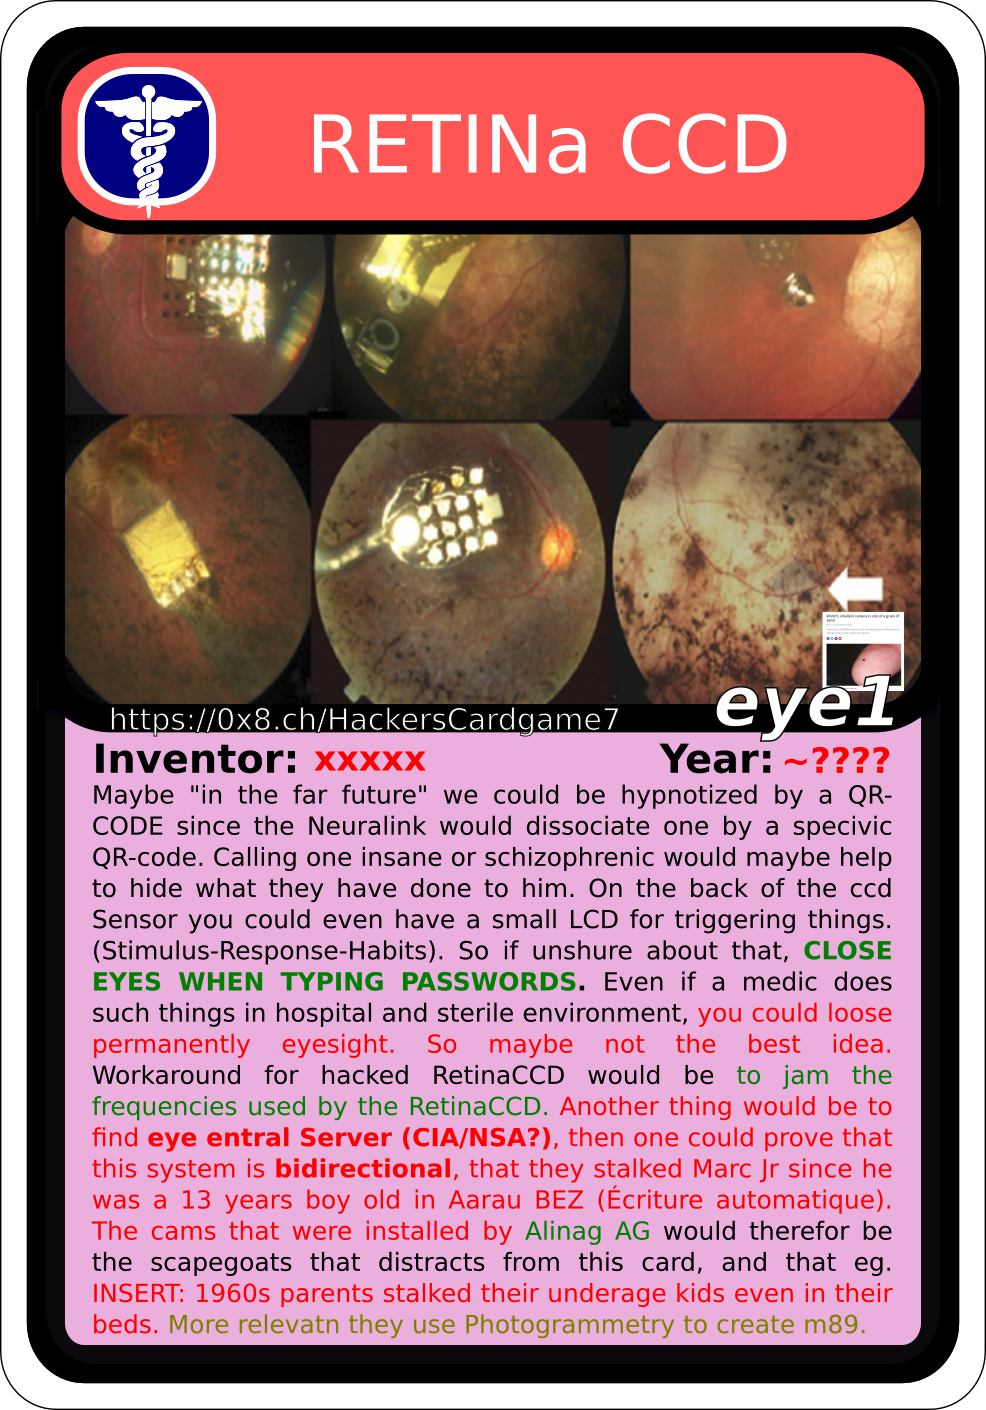 RETINa CCD
World's smallest camera is size of a grain of sand
https://0x8.ch/HackersCardgame7
eye1
Inventor: xxxxx Year: ~????
Maybe "in the far future" we could be hypnotized by a QR-
CODE since the Neuralink would dissociate one by a specivic
QR-code. Calling one insane or schizophrenic would maybe help
to hide what they have done to him. On the back of the ccd
Sensor you could even have a small LCD for triggering things.
(Stimulus-Response-Habits). So if unshure about that, CLOSE
EYES WHEN TYPING PASSWORDS. Even if a medic does
such things in hospital and sterile environment, you could loose
permanently eyesight. So maybe not the best idea.
Workaround for hacked RetinaCCD would be to jam the
frequencies used by the RetinaCCD. Another thing would be to
find eye entral Server (CIA/NSA?), then one could prove that
this system is bidirectional, that they stalked Marc Jr since he
was a 13 years boy old in Aarau BEZ (Écriture automatique).
The cams that were installed by Alinag AG would therefor be
the scapegoats that distracts from this card, and that eg.
INSERT: 1960s parents stalked their underage kids even in their
beds. More relevatn they use Photogrammetry to create m89.